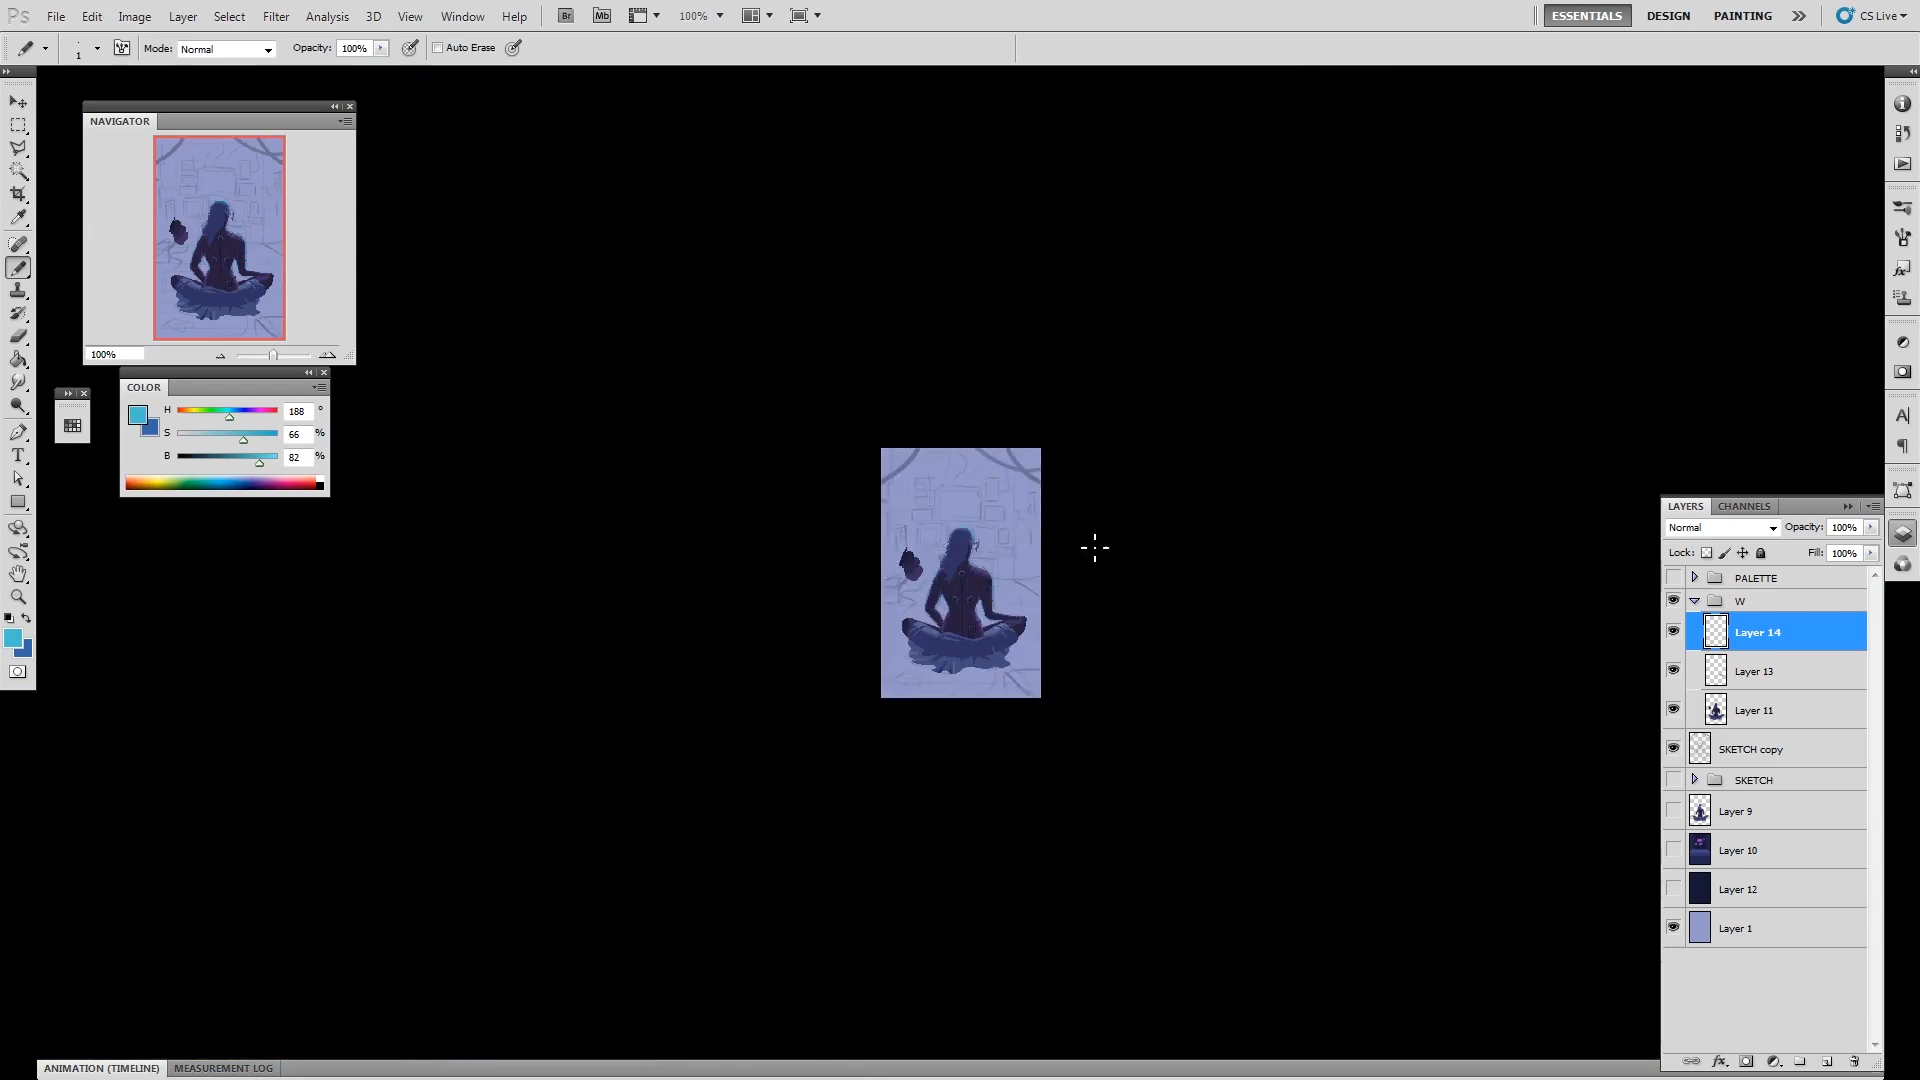 Ps File Edit Image Layer Select Filter Analysis 3D View Window Help Br Mb 100% ESSENTIALS DESIGN PAINTING CS Live
1 Mode: Normal Opacity: 100% Auto Erase
NAVIGATOR
100%
COLOR
H 188 °
S 66 %
B 82 %
T
A
LAYERS CHANNELS
Normal Opacity: 100%
Lock: Fill: 100%
PALETTE
W
Layer 14
Layer 13
Layer 11
SKETCH copy
SKETCH
Layer 9
Layer 10
Layer 12
Layer 1
fx
ANIMATION (TIMELINE) MEASUREMENT LOG